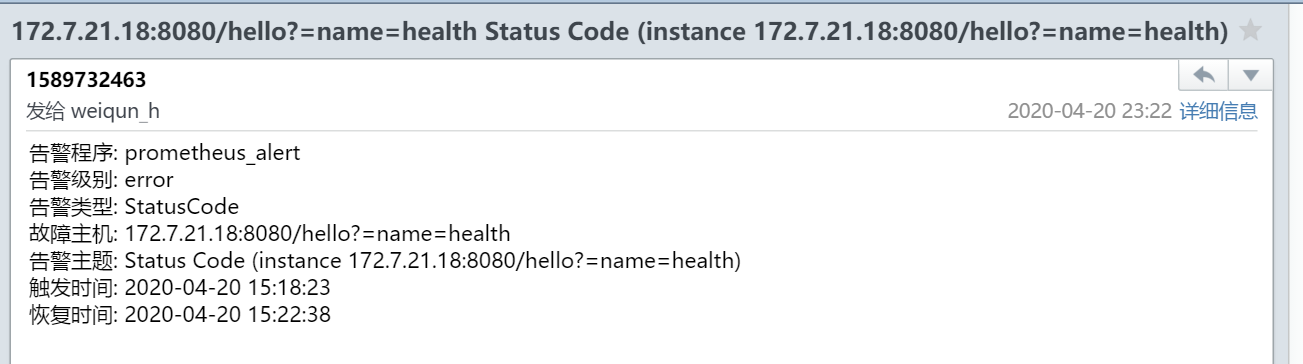 172.7.21.18:8080/hello?=name=health Status Code (instance 172.7.21.18:8080/hello?=name=health)
1589732463
发给 weiqun_h 2020-04-20 23:22 详细信息
告警程序: prometheus_alert
告警级别: error
告警类型: StatusCode
故障主机: 172.7.21.18:8080/hello?=name=health
告警主题: Status Code (instance 172.7.21.18:8080/hello?=name=health)
触发时间: 2020-04-20 15:18:23
恢复时间: 2020-04-20 15:22:38